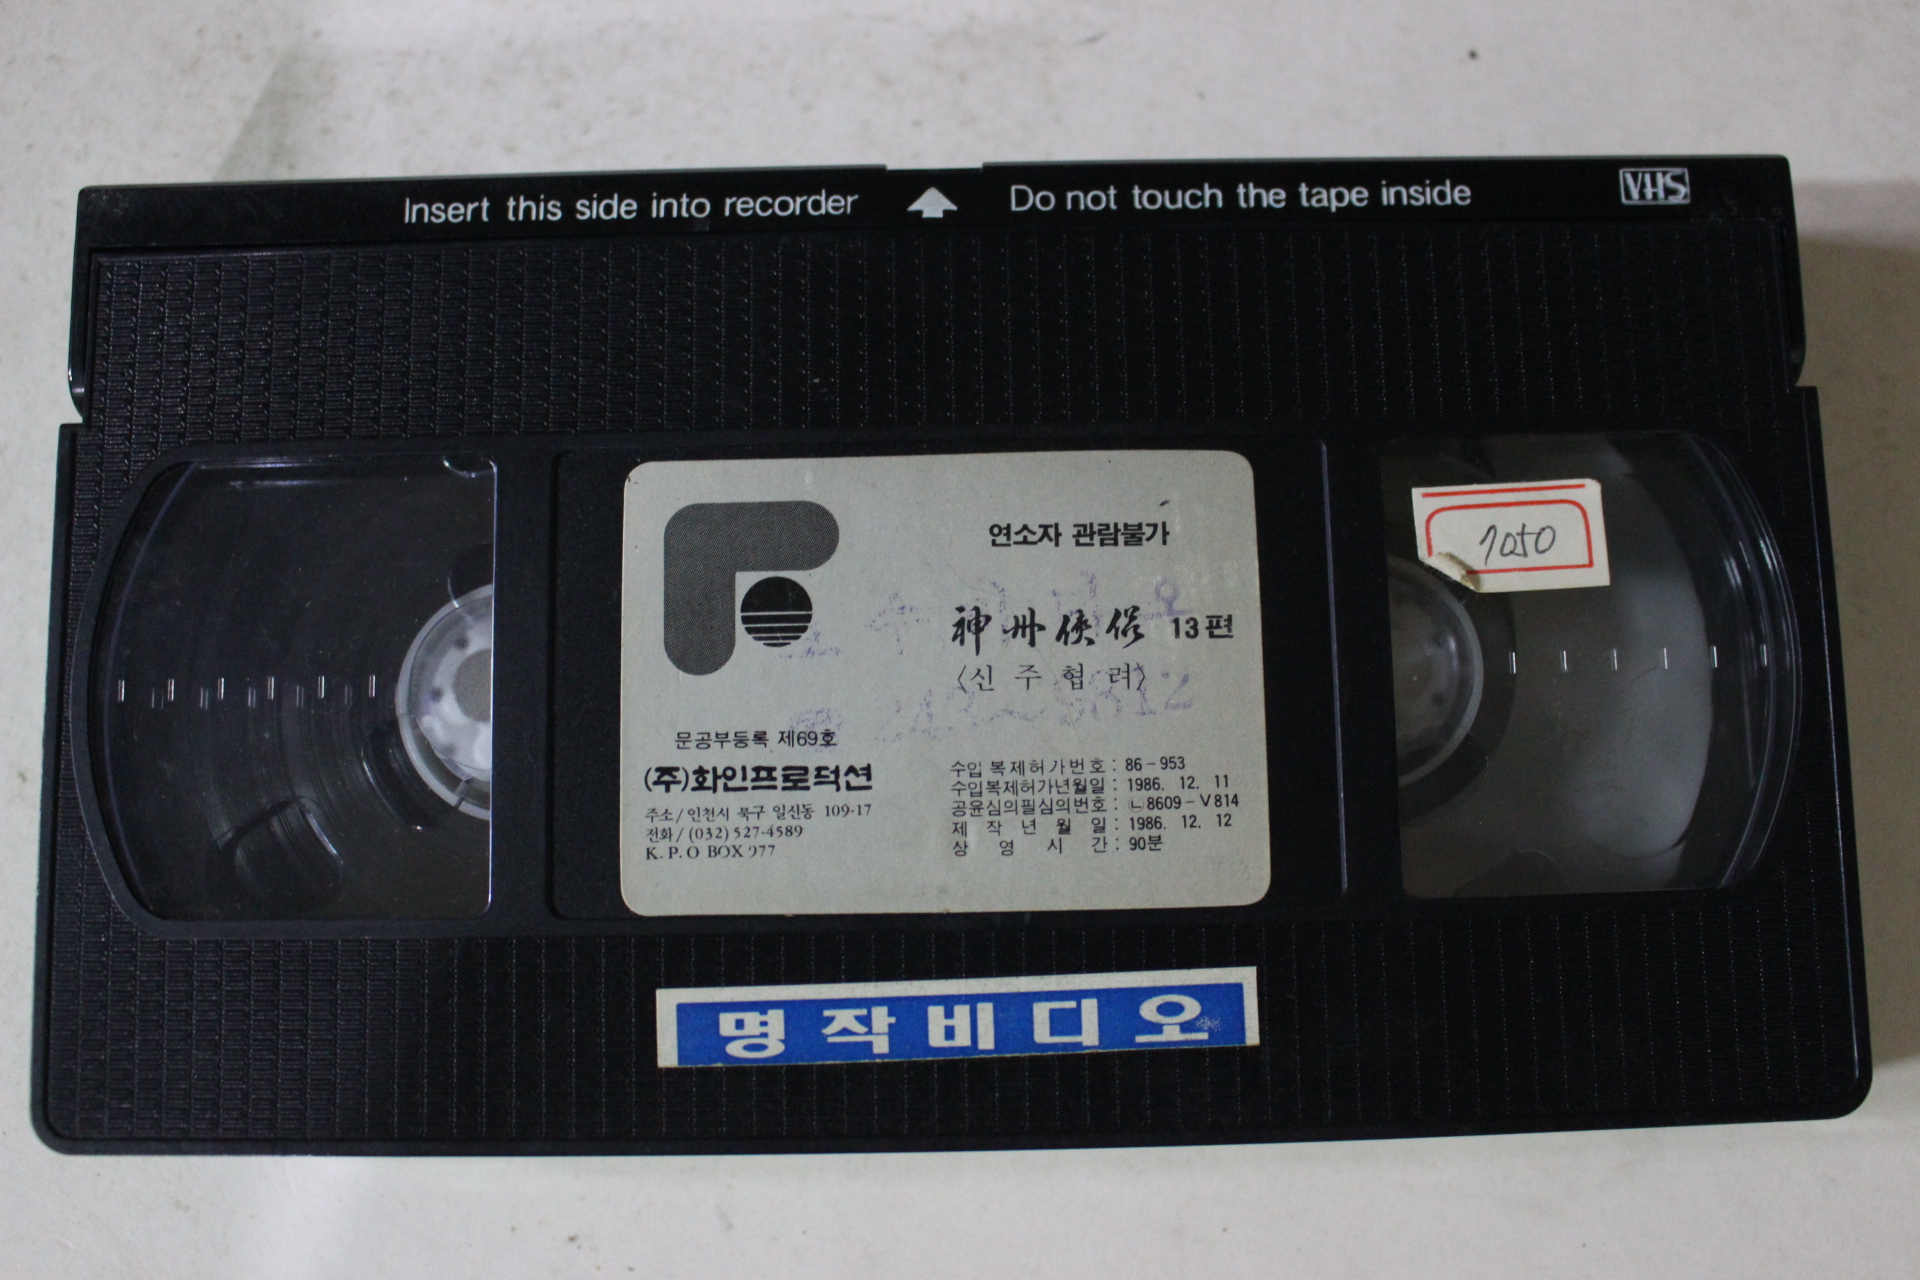 Insert this side into recorder
Do not touch the tape inside
VHS
연소자 관람불가
神州俠侶 13편
〈신주협려〉
문공부등록 제69호
(주)화인프로덕션
주소/인천시 북구 일신동 109-17
전화/(032)527-4589
K.P.O BOX 977
수입복제허가번호: 86-953
수입복제허가년월일: 1986. 12. 11
공윤심의필심의번호: ㉡8609-V814
제작년월일: 1986. 12. 12
상영시간: 90분
1050
명작비디오